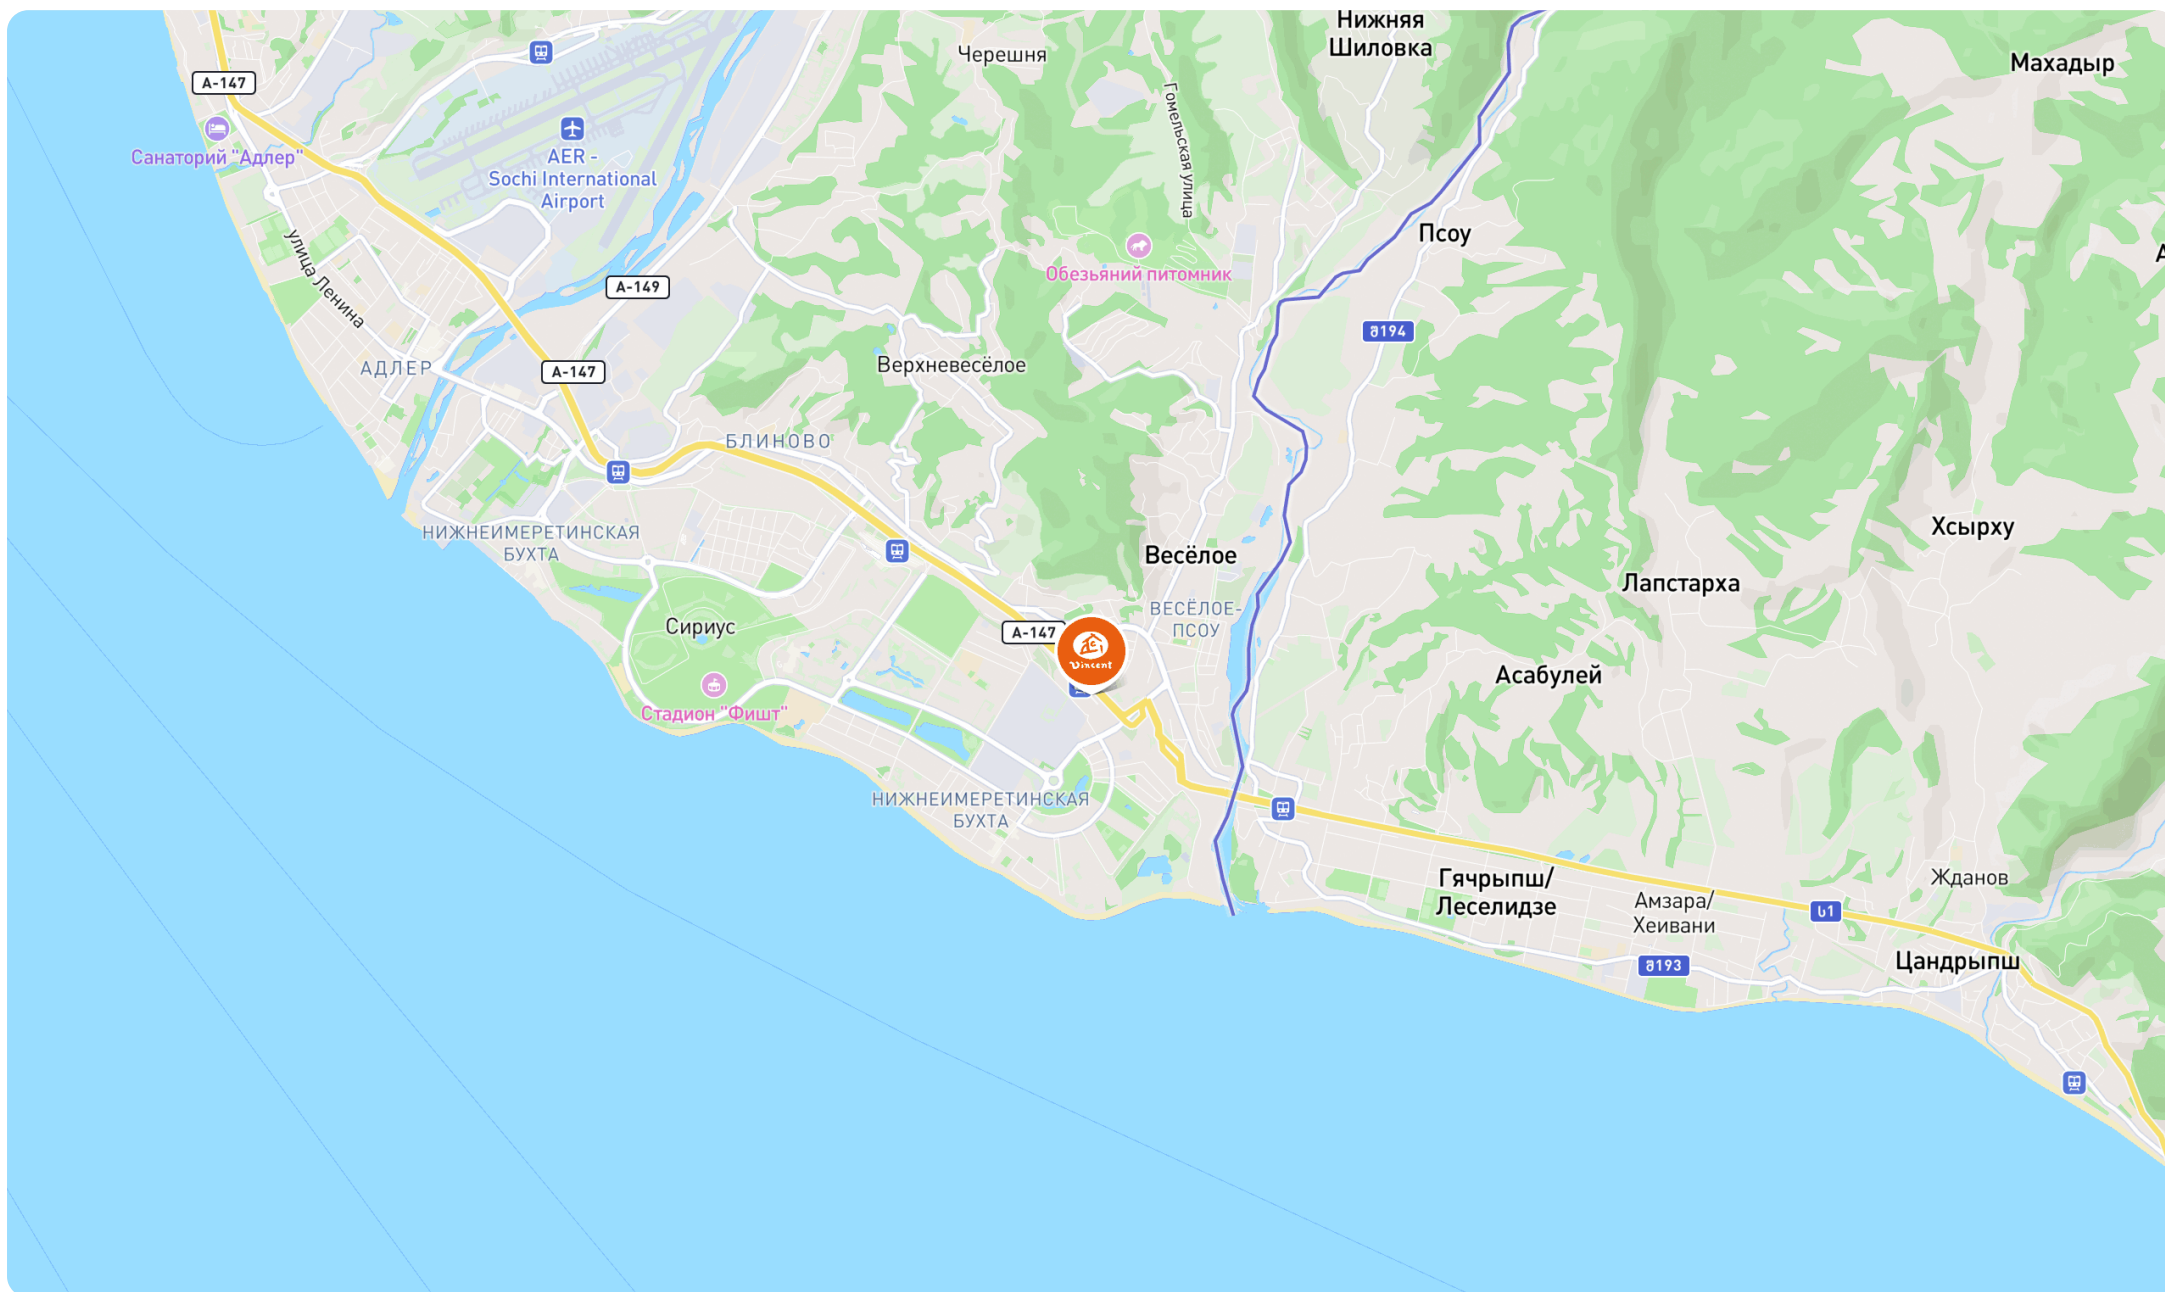 Нижняя
Шиловка
Черешня
Махадыр
А-147
Гомельская улица
Санаторий "Адлер"
AER -
Sochi International
Airport
Псоу
улица Ленина
Обезьяний питомник
А-149
მ194
АДЛЕР
А-147
Верхневесёлое
БЛИНОВО
НИЖНЕИМЕРЕТИНСКАЯ
БУХТА
Весёлое
Хсырху
Лапстарха
ВЕСЁЛОЕ-
ПСОУ
Сириус
А-147
Vincent
Асабулей
Стадион "Фишт"
НИЖНЕИМЕРЕТИНСКАЯ
БУХТА
Гячрыпш/
Леселидзе
Жданов
Амзара/
Хеивани
ს1
Цандрыпш
მ193